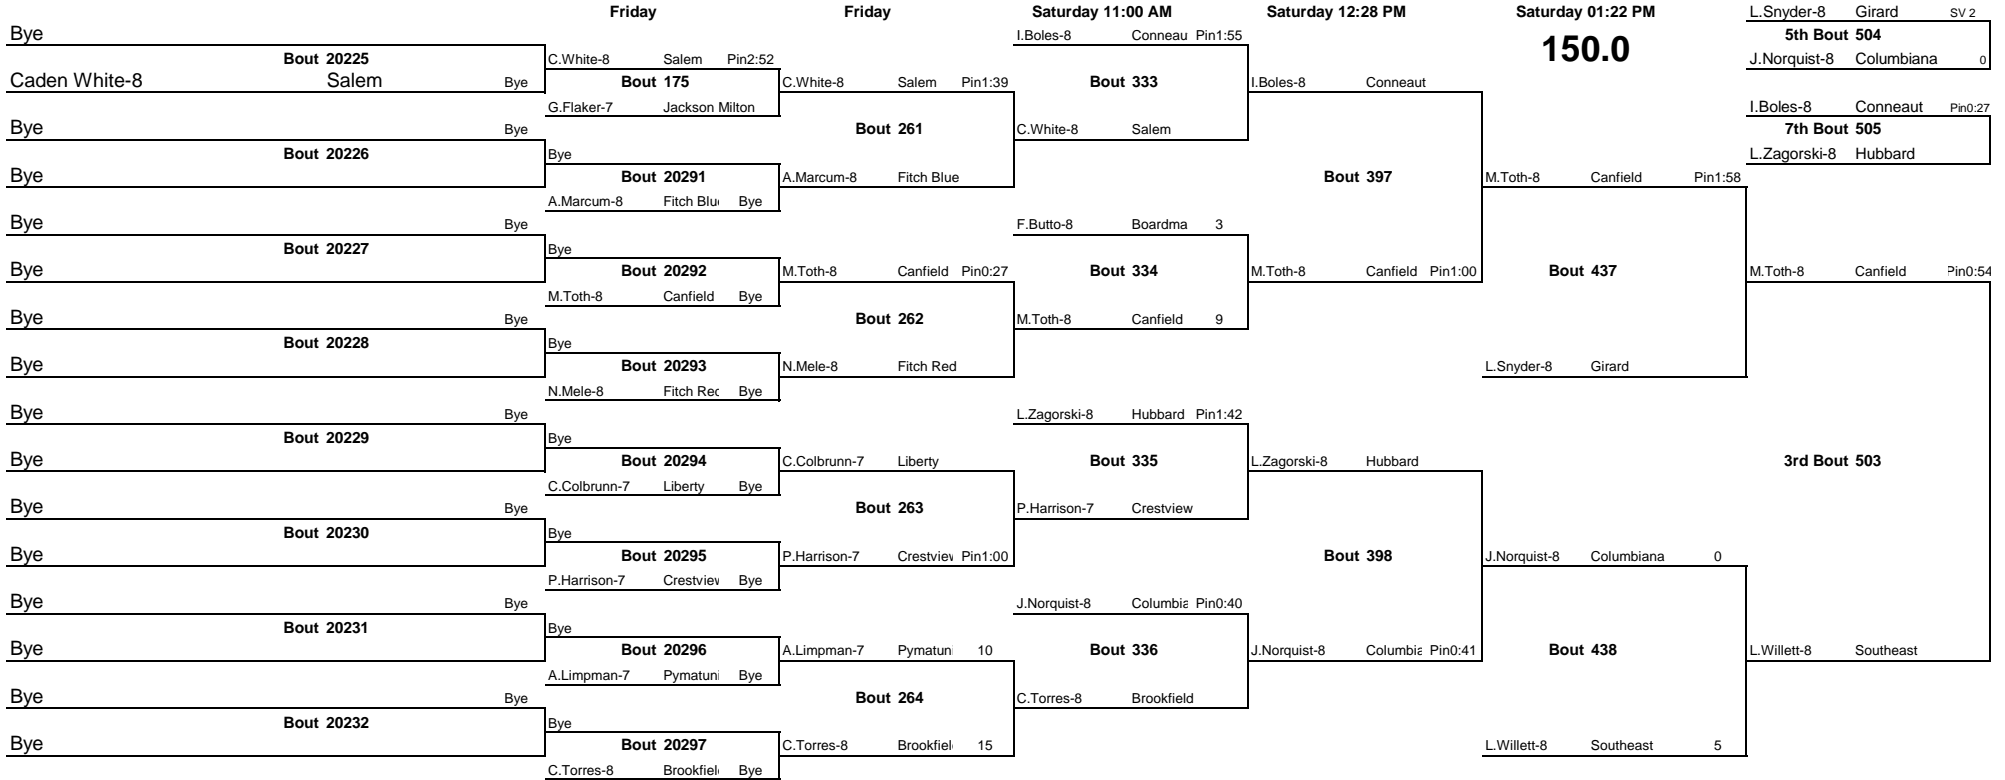 Friday
Friday
Saturday 11:00 AM
Saturday 12:28 PM
Saturday 01:22 PM
150.0
Bye
Bout 20225
Caden White-8 Salem Bye
Bye Bye
Bout 20226
Bye
Bye Bye
Bout 20227
Bye
Bye Bye
Bout 20228
Bye
Bye Bye
Bout 20229
Bye
Bye Bye
Bout 20230
Bye
Bye Bye
Bout 20231
Bye
Bye Bye
Bout 20232
Bye
C.White-8 Salem Pin2:52
Bout 175
G.Flaker-7 Jackson Milton
Bye
Bout 20291
A.Marcum-8 Fitch Blu Bye
Bye
Bout 20292
M.Toth-8 Canfield Bye
Bye
Bout 20293
N.Mele-8 Fitch Rec Bye
Bye
Bout 20294
C.Colbrunn-7 Liberty Bye
Bye
Bout 20295
P.Harrison-7 Crestview Bye
Bye
Bout 20296
A.Limpman-7 Pymatuni Bye
Bye
Bout 20297
C.Torres-8 Brookfiel Bye
C.White-8 Salem Pin1:39
Bout 261
A.Marcum-8 Fitch Blue
M.Toth-8 Canfield Pin0:27
Bout 262
N.Mele-8 Fitch Red
C.Colbrunn-7 Liberty
Bout 263
P.Harrison-7 Crestview Pin1:00
A.Limpman-7 Pymatuni 10
Bout 264
C.Torres-8 Brookfiel 15
I.Boles-8 Conneau Pin1:55
Bout 333
C.White-8 Salem
F.Butto-8 Boardma 3
Bout 334
M.Toth-8 Canfield 9
L.Zagorski-8 Hubbard Pin1:42
Bout 335
P.Harrison-7 Crestview
J.Norquist-8 Columbia Pin0:40
Bout 336
C.Torres-8 Brookfield
I.Boles-8 Conneaut
Bout 397
M.Toth-8 Canfield Pin1:00
L.Zagorski-8 Hubbard
Bout 398
J.Norquist-8 Columbia Pin0:41
M.Toth-8 Canfield Pin1:58
Bout 437
L.Snyder-8 Girard
J.Norquist-8 Columbiana 0
Bout 438
L.Willett-8 Southeast 5
L.Snyder-8 Girard SV 2
5th Bout 504
J.Norquist-8 Columbiana 0
I.Boles-8 Conneaut Pin0:27
7th Bout 505
L.Zagorski-8 Hubbard
M.Toth-8 Canfield Pin0:54
3rd Bout 503
L.Willett-8 Southeast